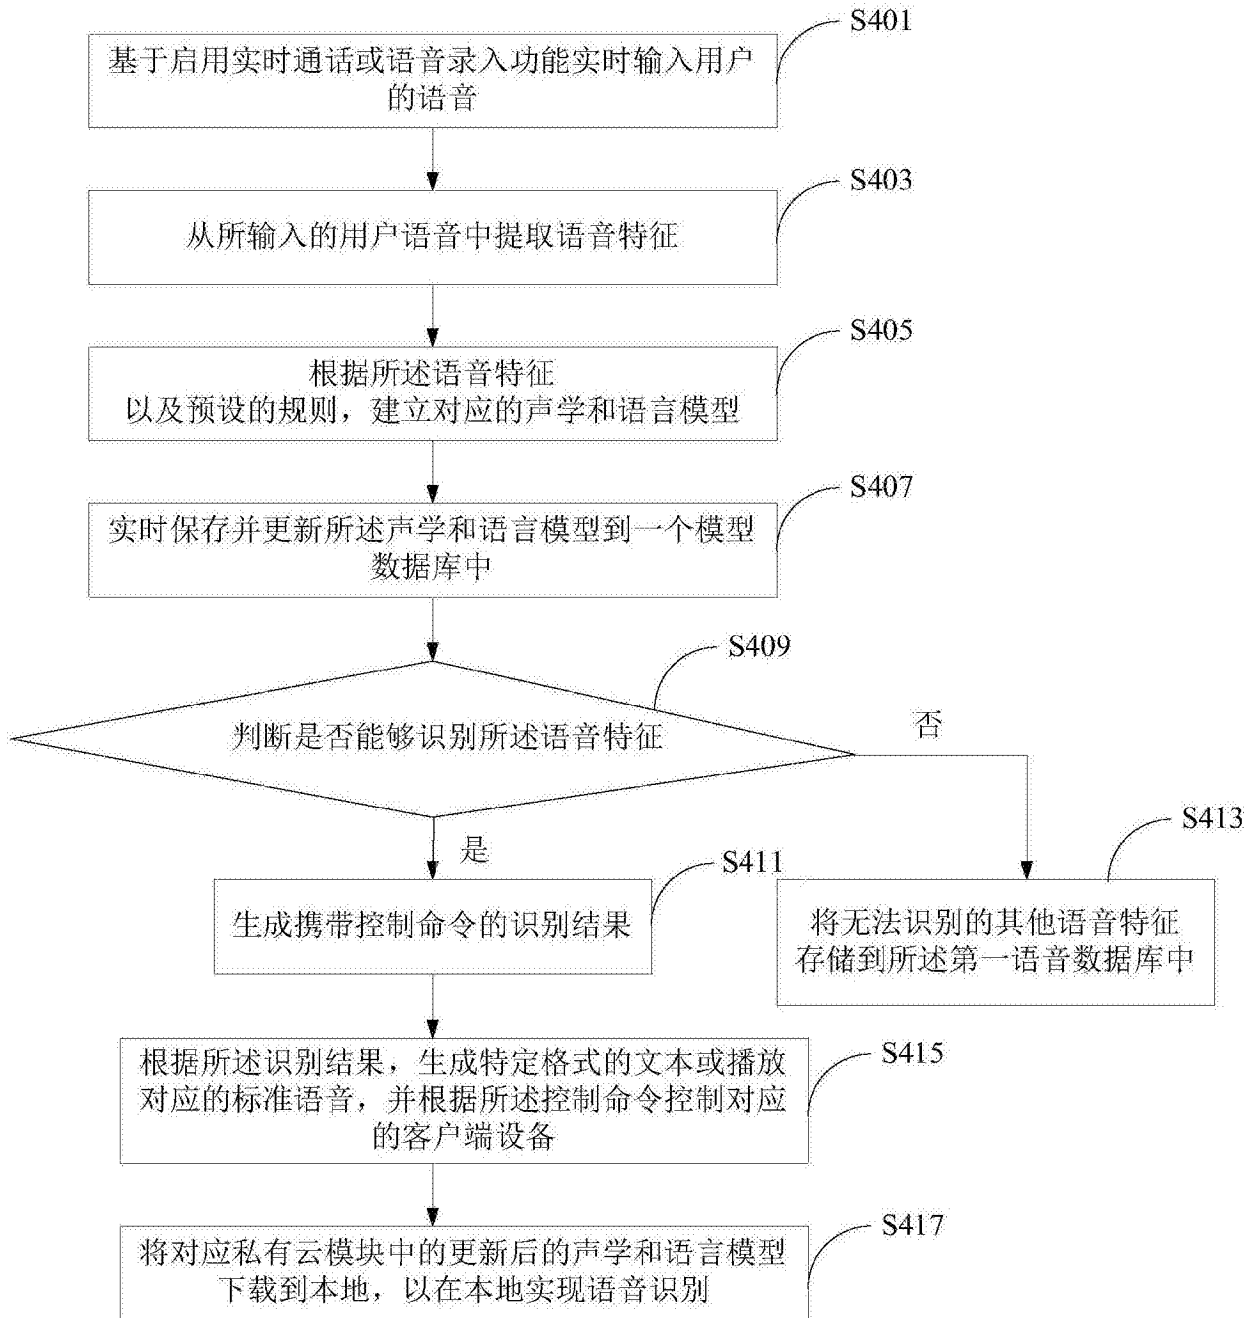 S401
基于启用实时通话或语音录入功能实时输入用户
的语音
S403
从所输入的用户语音中提取语音特征
S405
根据所述语音特征
以及预设的规则，建立对应的声学和语言模型
S407
实时保存并更新所述声学和语言模型到一个模型
数据库中
S409
判断是否能够识别所述语音特征
否
是
S411
生成携带控制命令的识别结果
S413
将无法识别的其他语音特征
存储到所述第一语音数据库中
S415
根据所述识别结果，生成特定格式的文本或播放
对应的标准语音，并根据所述控制命令控制对应
的客户端设备
S417
将对应私有云模块中的更新后的声学和语言模型
下载到本地，以在本地实现语音识别